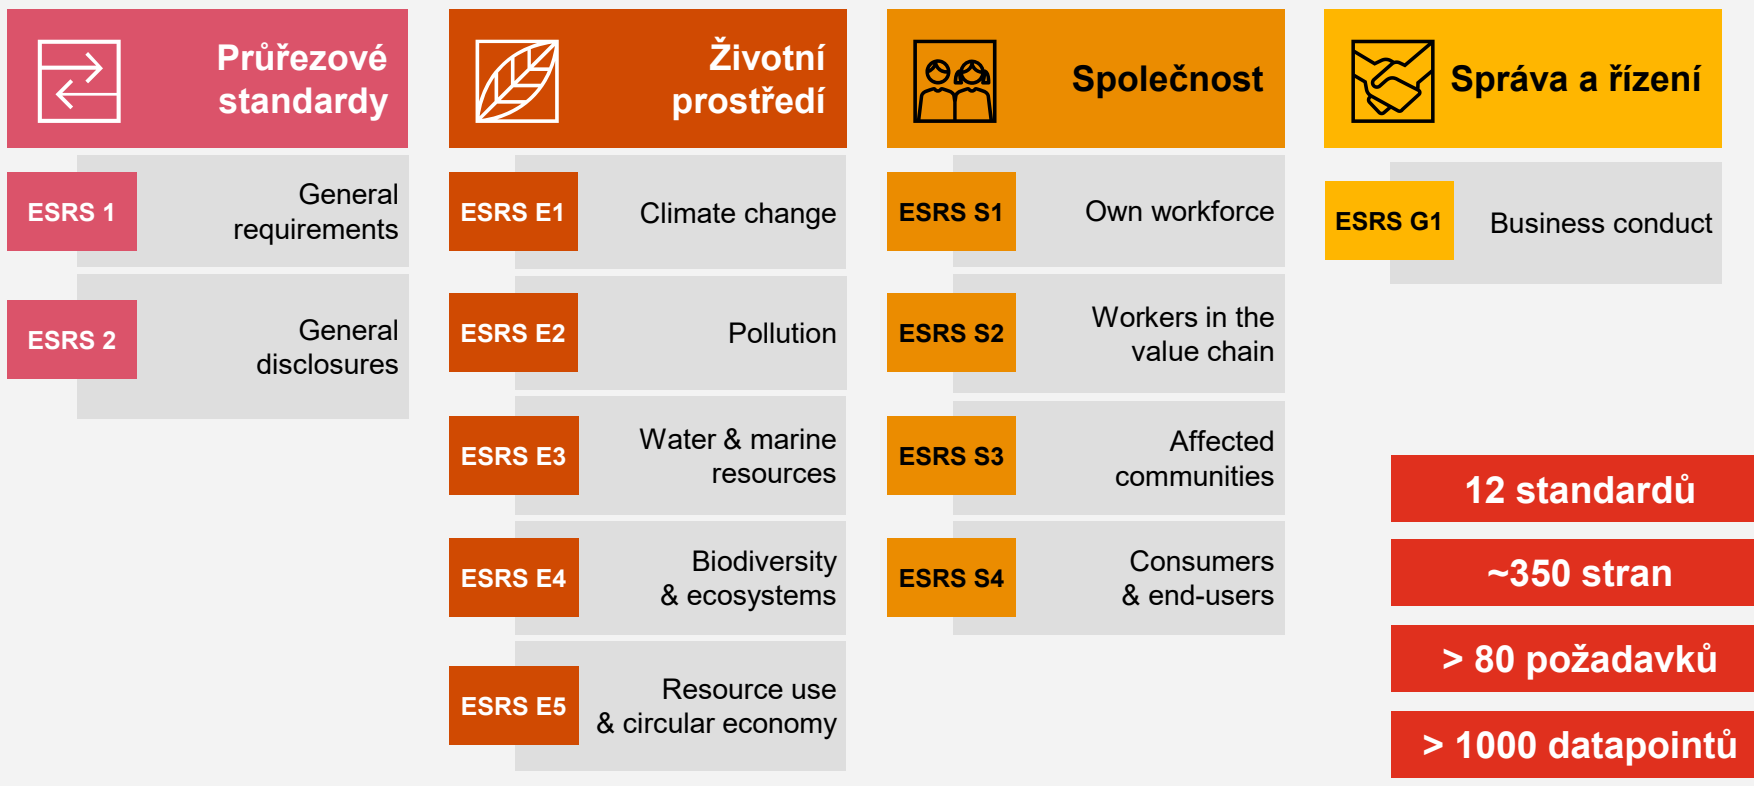 Průřezové
standardy
ESRS 1
General
requirements
ESRS 2
General
disclosures
Životní
prostředí
ESRS E1
Climate change
ESRS E2
Pollution
ESRS E3
Water & marine
resources
ESRS E4
Biodiversity
& ecosystems
ESRS E5
Resource use
& circular economy
Společnost
ESRS S1
Own workforce
ESRS S2
Workers in the
value chain
ESRS S3
Affected
communities
ESRS S4
Consumers
& end-users
Správa a řízení
ESRS G1
Business conduct
12 standardů
~350 stran
> 80 požadavků
> 1000 datapointů